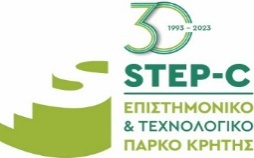 30
1993 - 2023
STEP-C
ΕΠΙΣΤΗΜΟΝΙΚΟ
& ΤΕΧΝΟΛΟΓΙΚΟ
ΠΑΡΚΟ ΚΡΗΤΗΣ